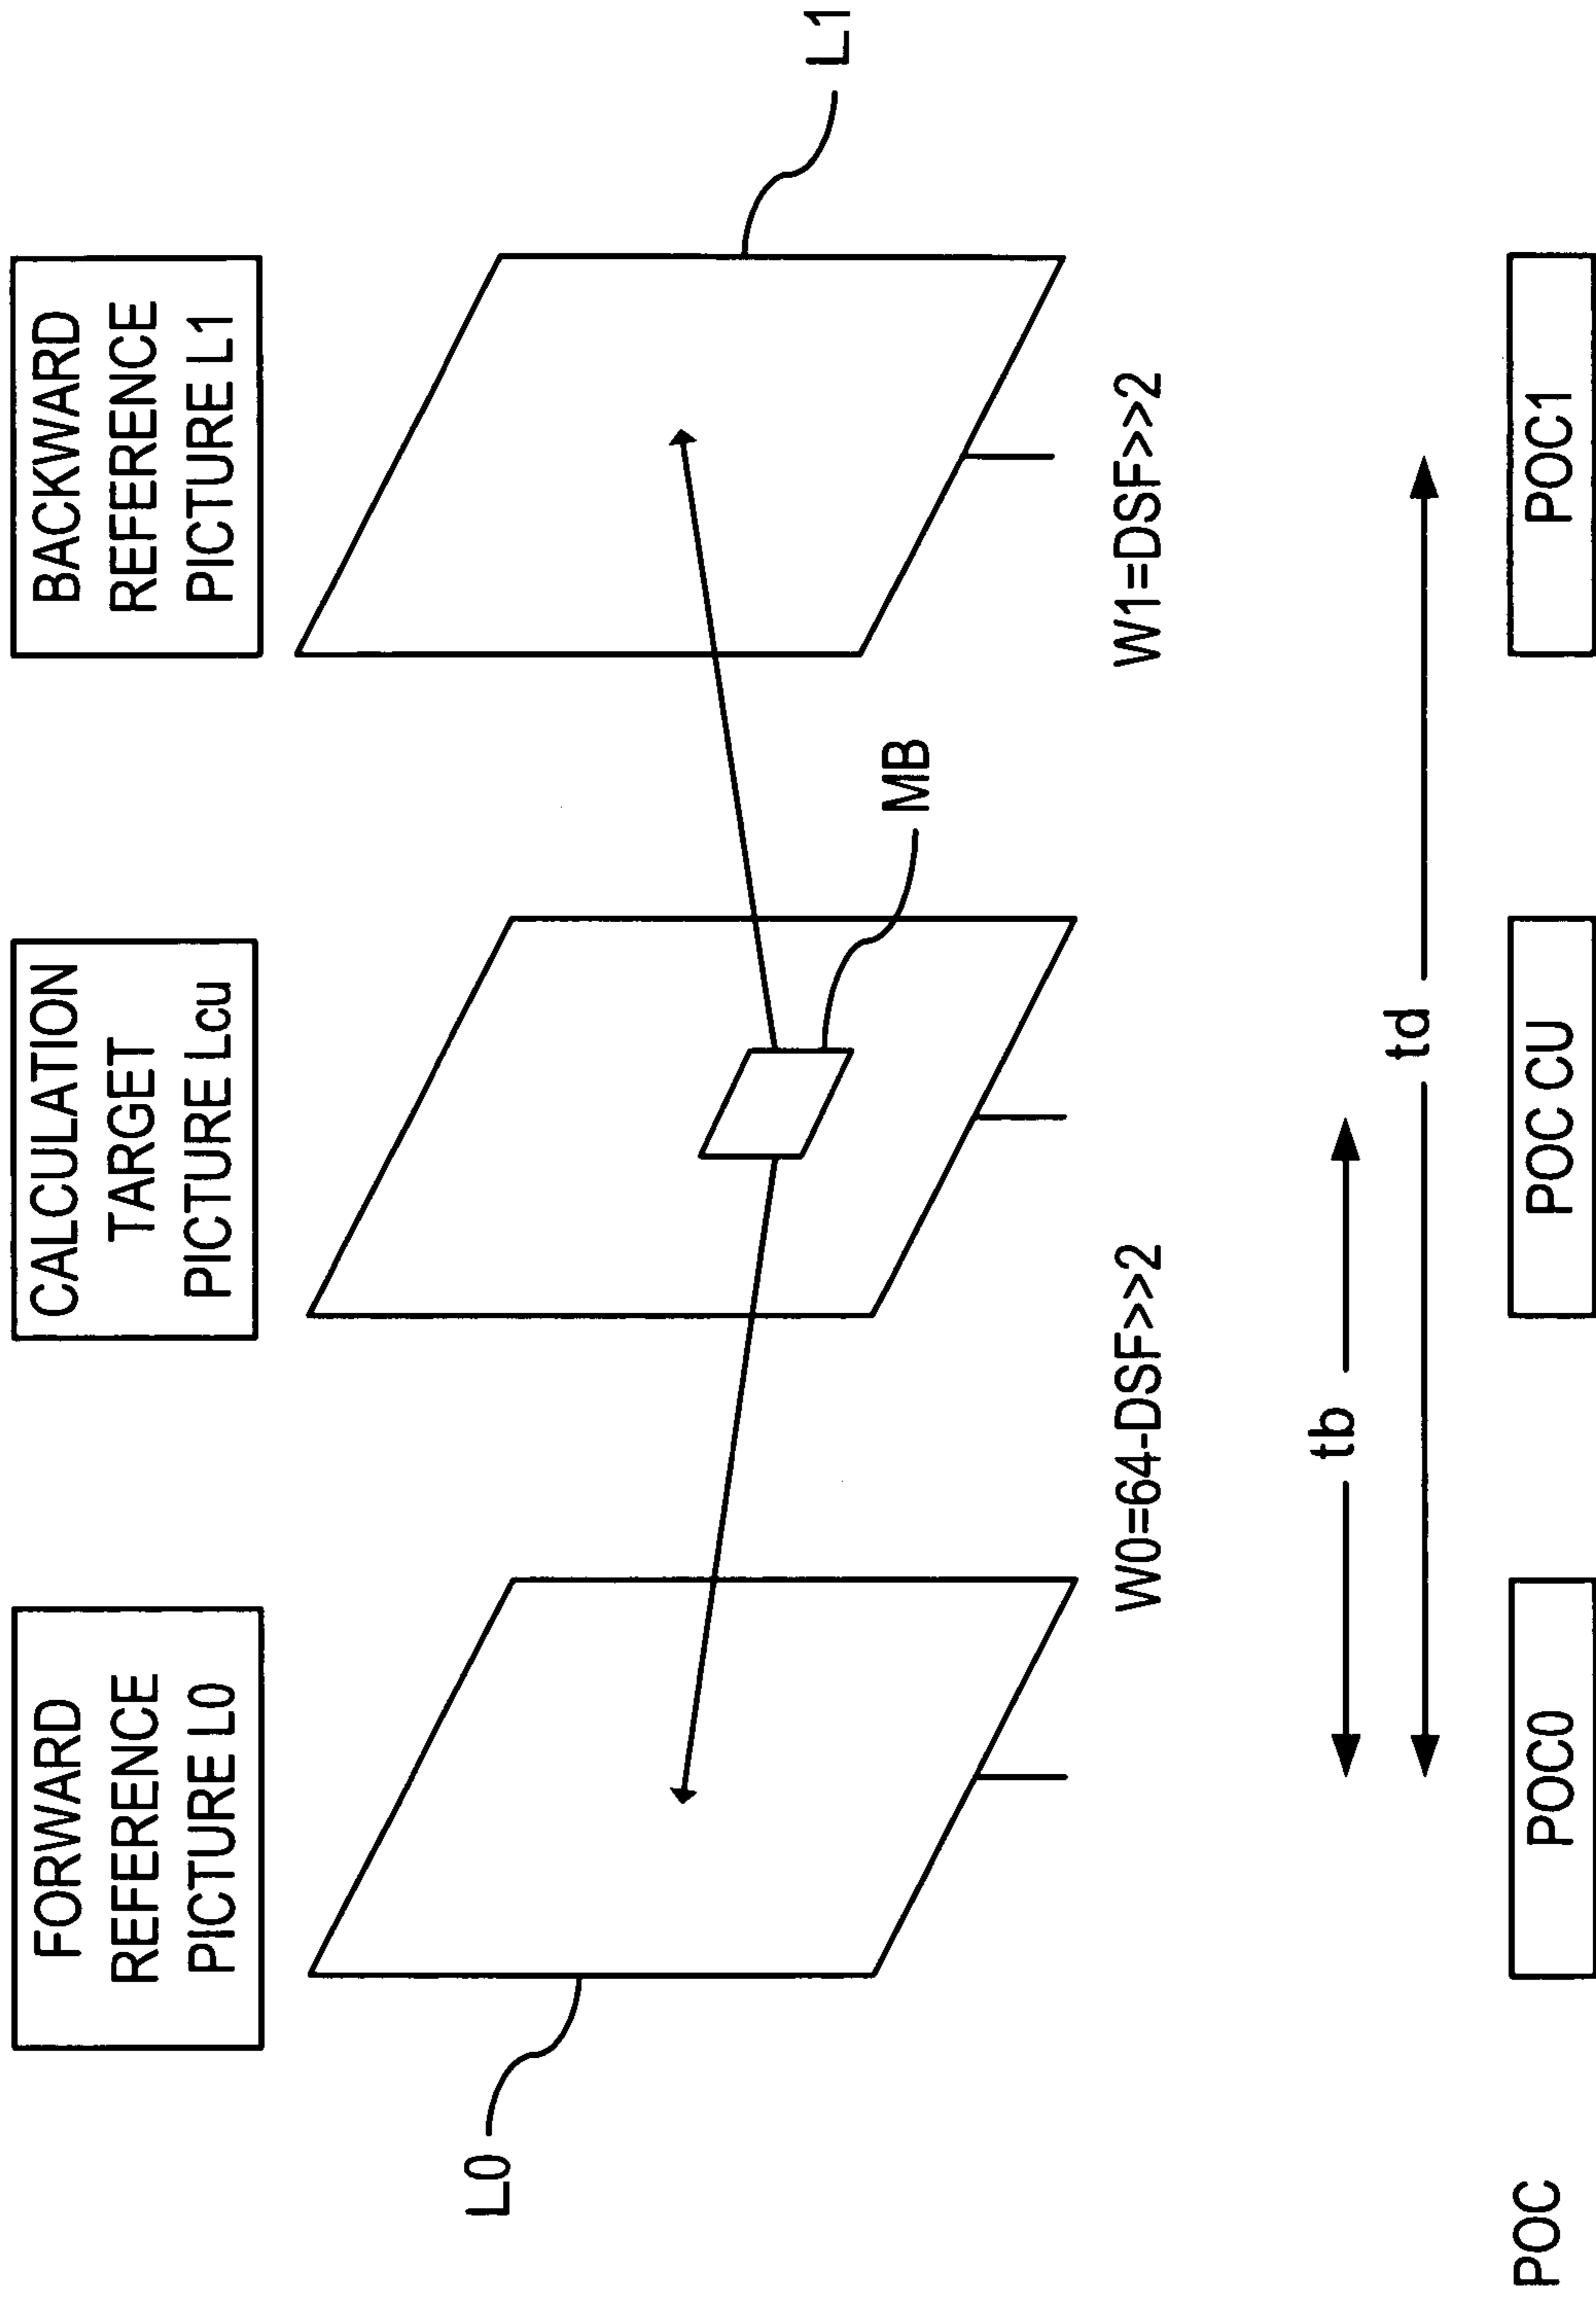 FORWARD
REFERENCE
PICTURE L0
CALCULATION
TARGET
PICTURE Lcu
BACKWARD
REFERENCE
PICTURE L1
L0
MB
L1
W0=64-DSF>>2
W1=DSF>>2
tb
td
POC
POC0
POC CU
POC1